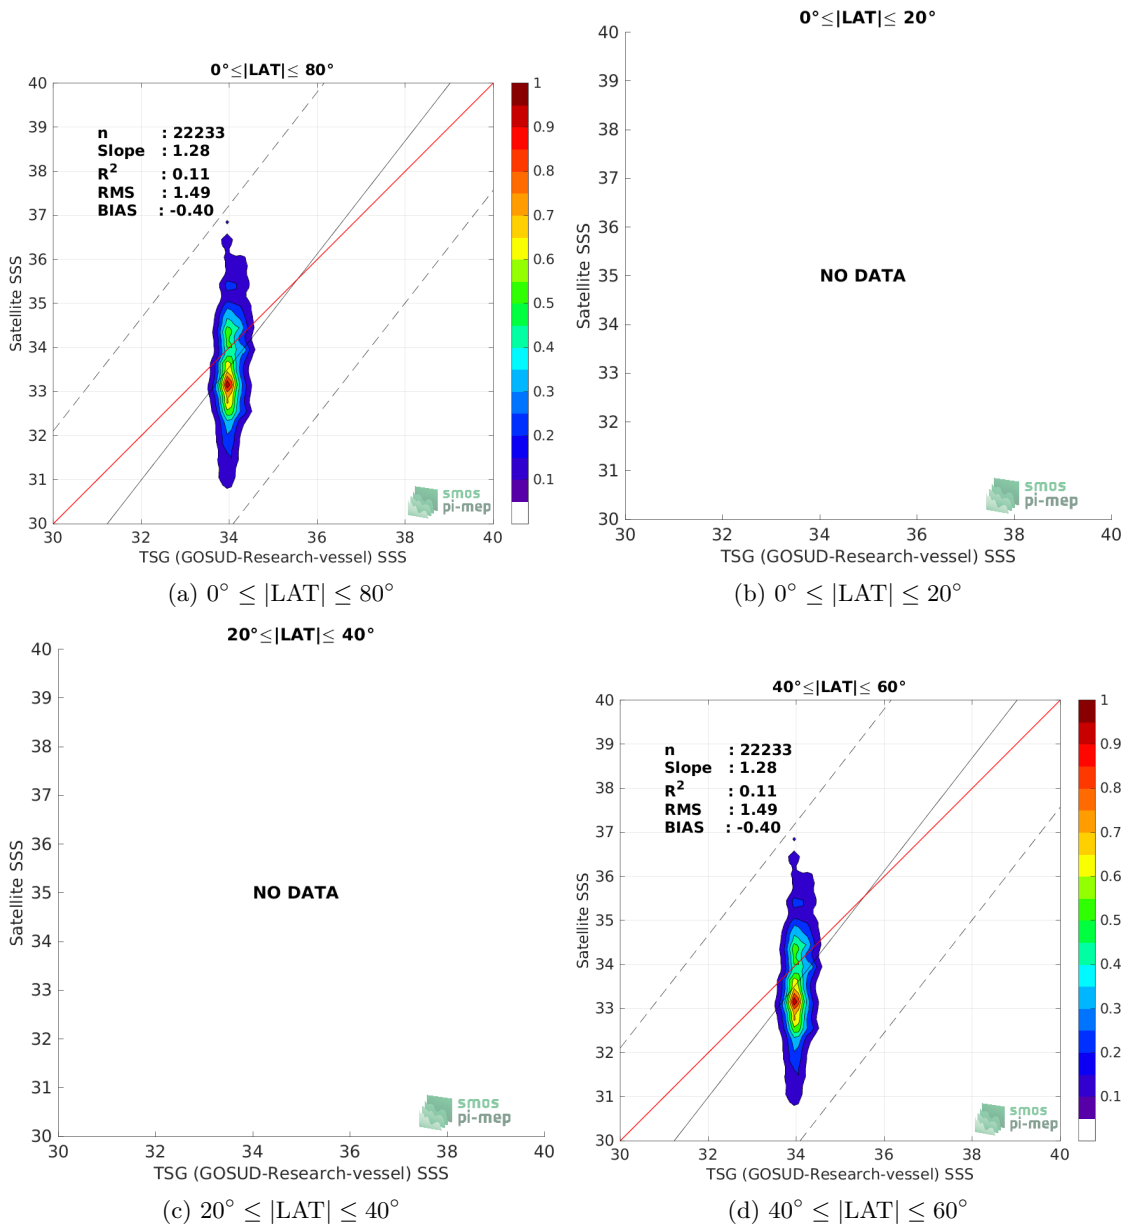 0°≤|LAT|≤ 80°
40
39
38
37
36
35
34
33
32
31
30
30 32 34 36 38 40
Satellite SSS
TSG (GOSUD-Research-vessel) SSS
n : 22233
Slope : 1.28
R² : 0.11
RMS : 1.49
BIAS : -0.40
1
0.9
0.8
0.7
0.6
0.5
0.4
0.3
0.2
0.1
smos
pi-mep
(a) 0° ≤ |LAT| ≤ 80°
0°≤|LAT|≤ 20°
40
39
38
37
36
35
34
33
32
31
30
30 32 34 36 38 40
Satellite SSS
TSG (GOSUD-Research-vessel) SSS
NO DATA
smos
pi-mep
(b) 0° ≤ |LAT| ≤ 20°
20°≤|LAT|≤ 40°
40
39
38
37
36
35
34
33
32
31
30
30 32 34 36 38 40
Satellite SSS
TSG (GOSUD-Research-vessel) SSS
NO DATA
smos
pi-mep
(c) 20° ≤ |LAT| ≤ 40°
40°≤|LAT|≤ 60°
40
39
38
37
36
35
34
33
32
31
30
30 32 34 36 38 40
Satellite SSS
TSG (GOSUD-Research-vessel) SSS
n : 22233
Slope : 1.28
R² : 0.11
RMS : 1.49
BIAS : -0.40
1
0.9
0.8
0.7
0.6
0.5
0.4
0.3
0.2
0.1
smos
pi-mep
(d) 40° ≤ |LAT| ≤ 60°